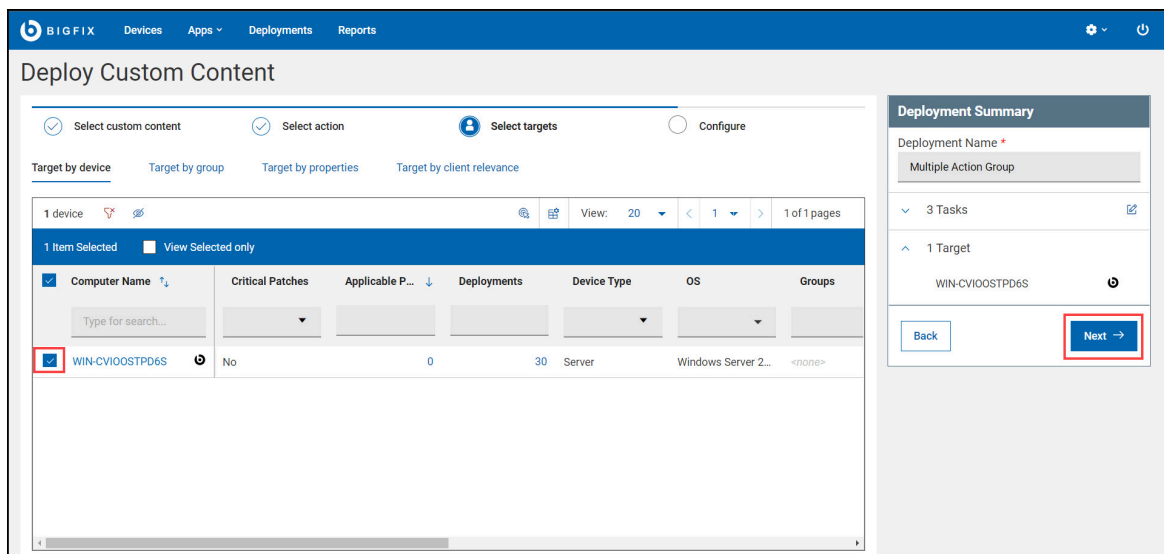 BIGFIX Devices Apps Deployments Reports
Deploy Custom Content
Select custom content Select action Select targets Configure
Target by device Target by group Target by properties Target by client relevance
1 device View: 20 1 1 of 1 pages
1 Item Selected View Selected only
Computer Name Critical Patches Applicable P... Deployments Device Type OS Groups
Type for search...
WIN-CVIOOSTPD6S No 0 30 Server Windows Server 2... <none>
Deployment Summary
Deployment Name *
Multiple Action Group
3 Tasks
1 Target
WIN-CVIOOSTPD6S
Back Next →